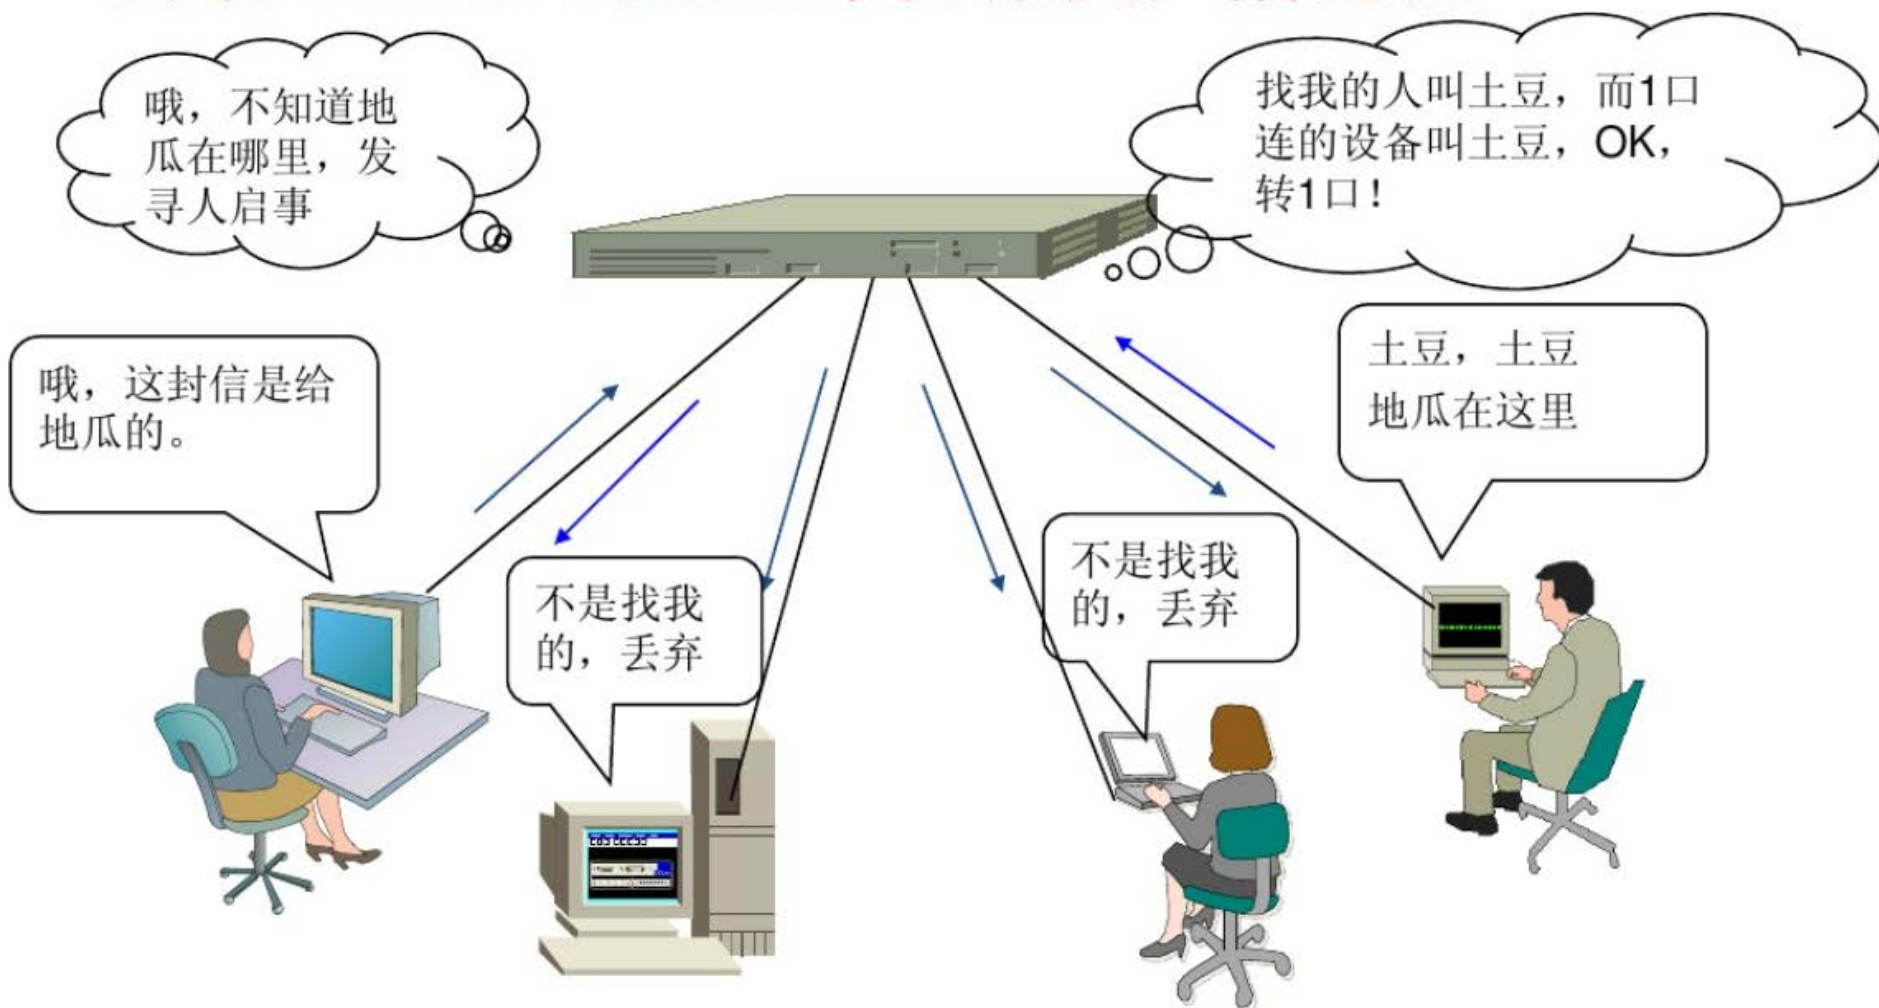 哦，不知道地
瓜在哪里，发
寻人启事
找我的人叫土豆，而1口
连的设备叫土豆，OK，
转1口！
哦，这封信是给
地瓜的。
土豆，土豆
地瓜在这里
不是找我
的，丢弃
不是找我
的，丢弃